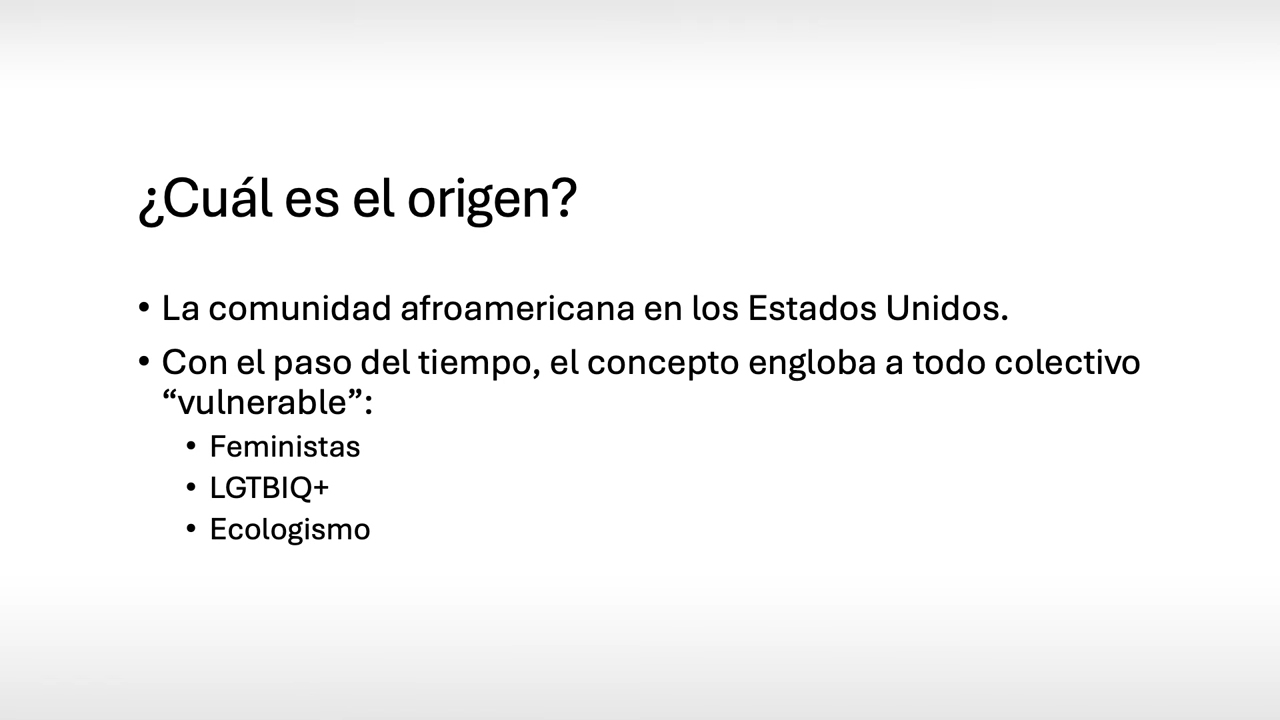 ¿Cuál es el origen?
• La comunidad afroamericana en los Estados Unidos.
• Con el paso del tiempo, el concepto engloba a todo colectivo
“vulnerable”:
• Feministas
• LGTBIQ+
• Ecologismo